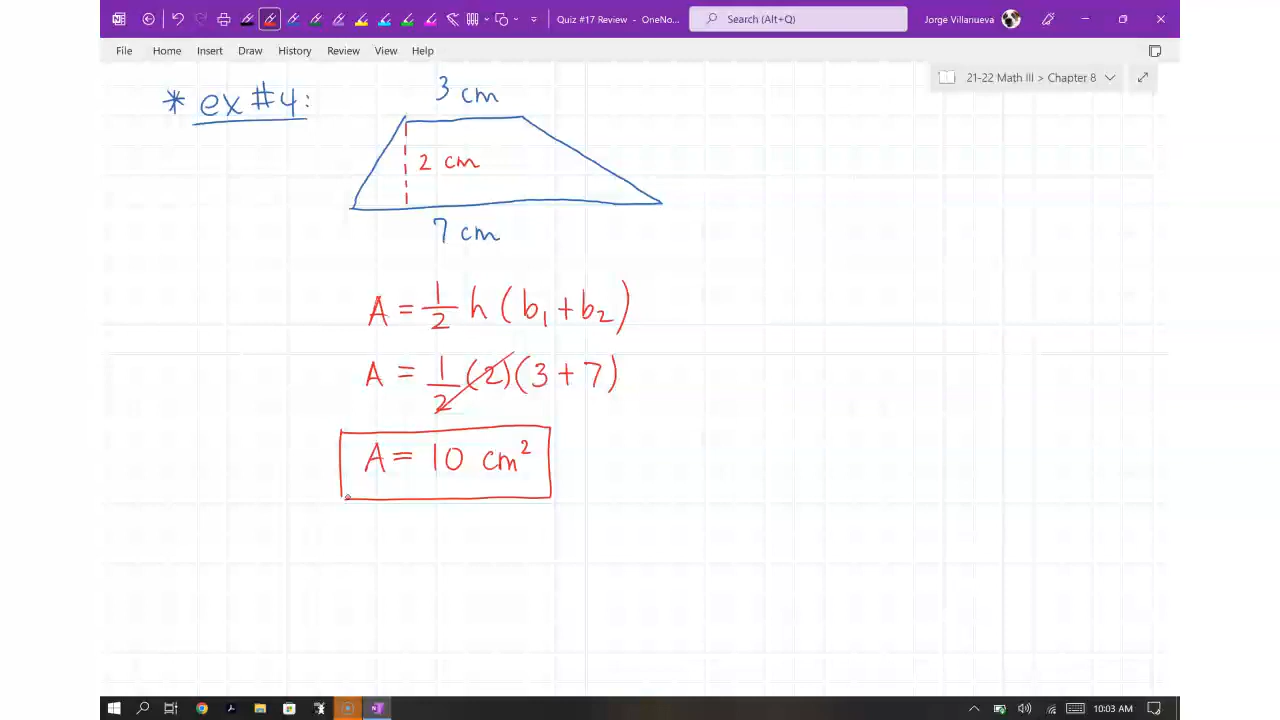 Quiz #17 Review - OneNo...
Search (Alt+Q)
Jorge Villanueva
File Home Insert Draw History Review View Help
21-22 Math III > Chapter 8
* ex #4:
3 cm
2 cm
7 cm
A = 1/2 h (b₁ + b₂)
A = 1/2 (2)(3 + 7)
A = 10 cm²
10:03 AM